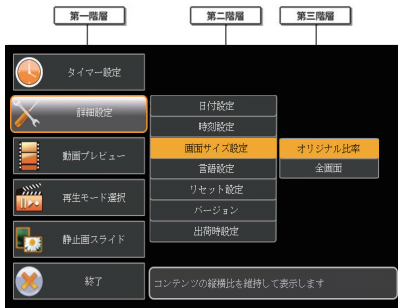 第一階層
第二階層
第三階層
タイマー設定
詳細設定
動画プレビュー
再生モード選択
静止画スライド
終了
日付設定
時刻設定
画面サイズ設定
言語設定
リセット設定
バージョン
出荷時設定
オリジナル比率
全画面
コンテンツの縦横比を維持して表示します